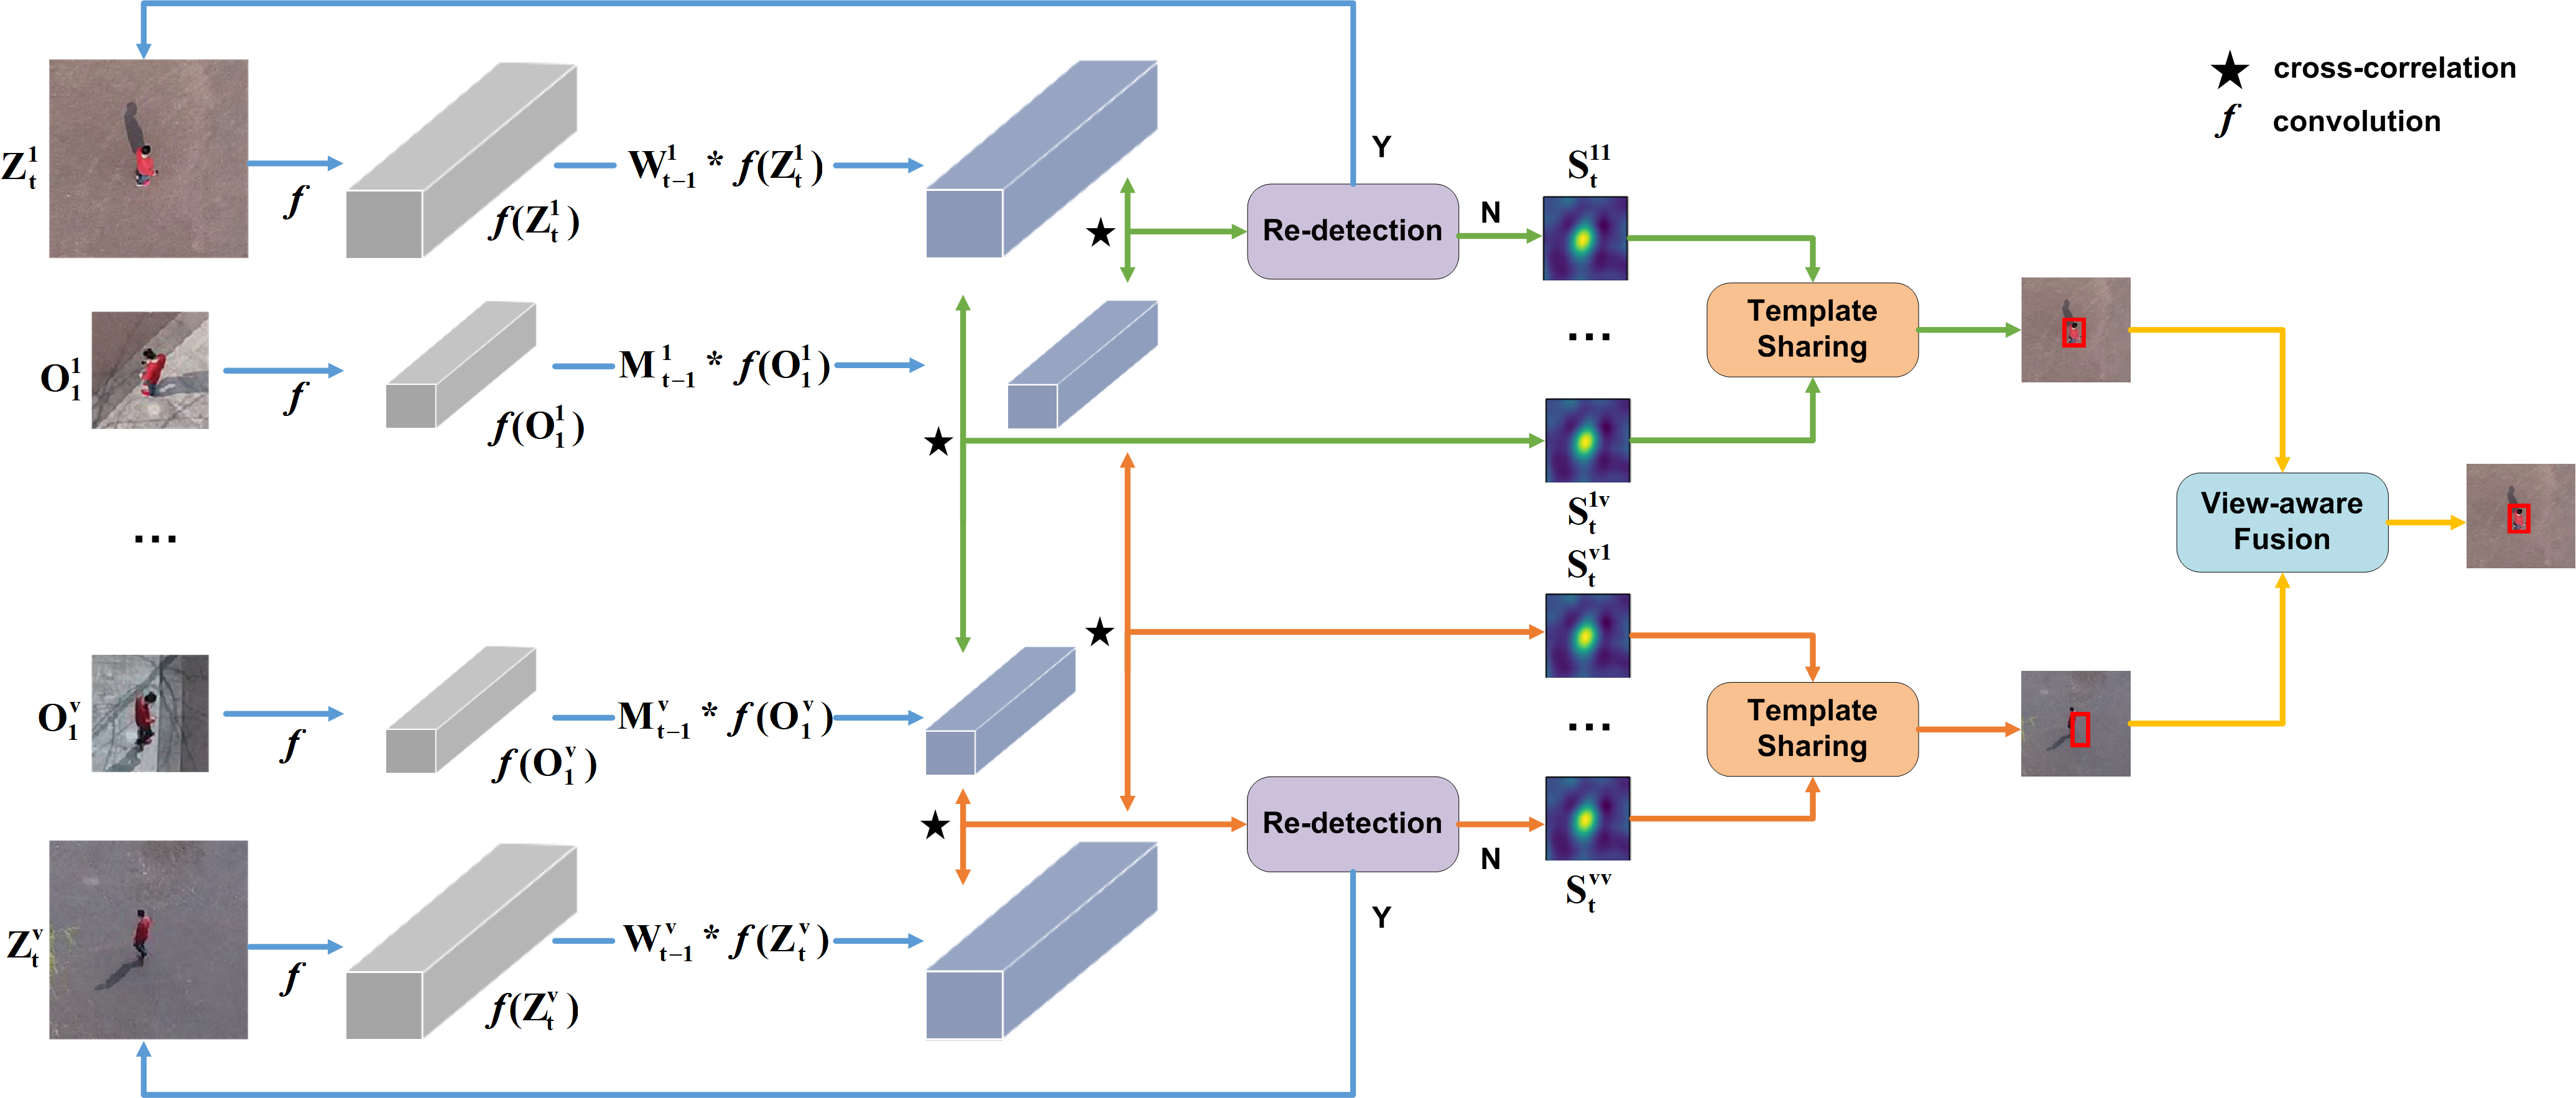 ★ cross-correlation
f convolution
Z_t^1
f
f(Z_t^1)
W_{t-1}^1 * f(Z_t^1)
★
Y
Re-detection
N
S_t^{11}
O_1^1
f
f(O_1^1)
M_{t-1}^1 * f(O_1^1)
★
...
Template
Sharing
S_t^{1v}
...
View-aware
Fusion
S_t^{v1}
O_1^v
f
f(O_1^v)
M_{t-1}^v * f(O_1^v)
★
...
Template
Sharing
★
Re-detection
N
S_t^{vv}
Y
Z_t^v
f
f(Z_t^v)
W_{t-1}^v * f(Z_t^v)